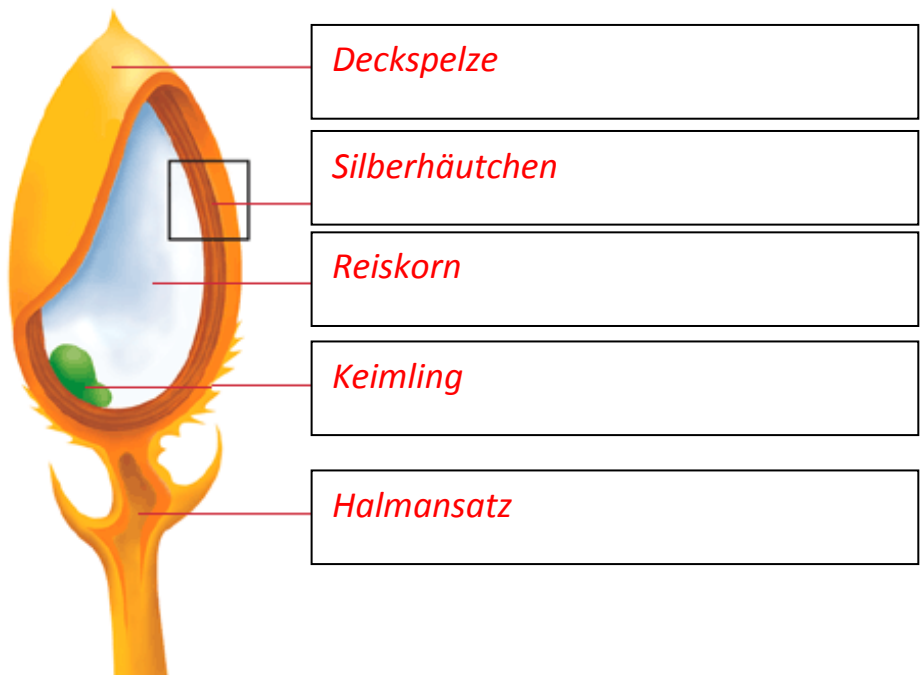 Deckspelze
Silberhäutchen
Reiskorn
Keimling
Halmansatz